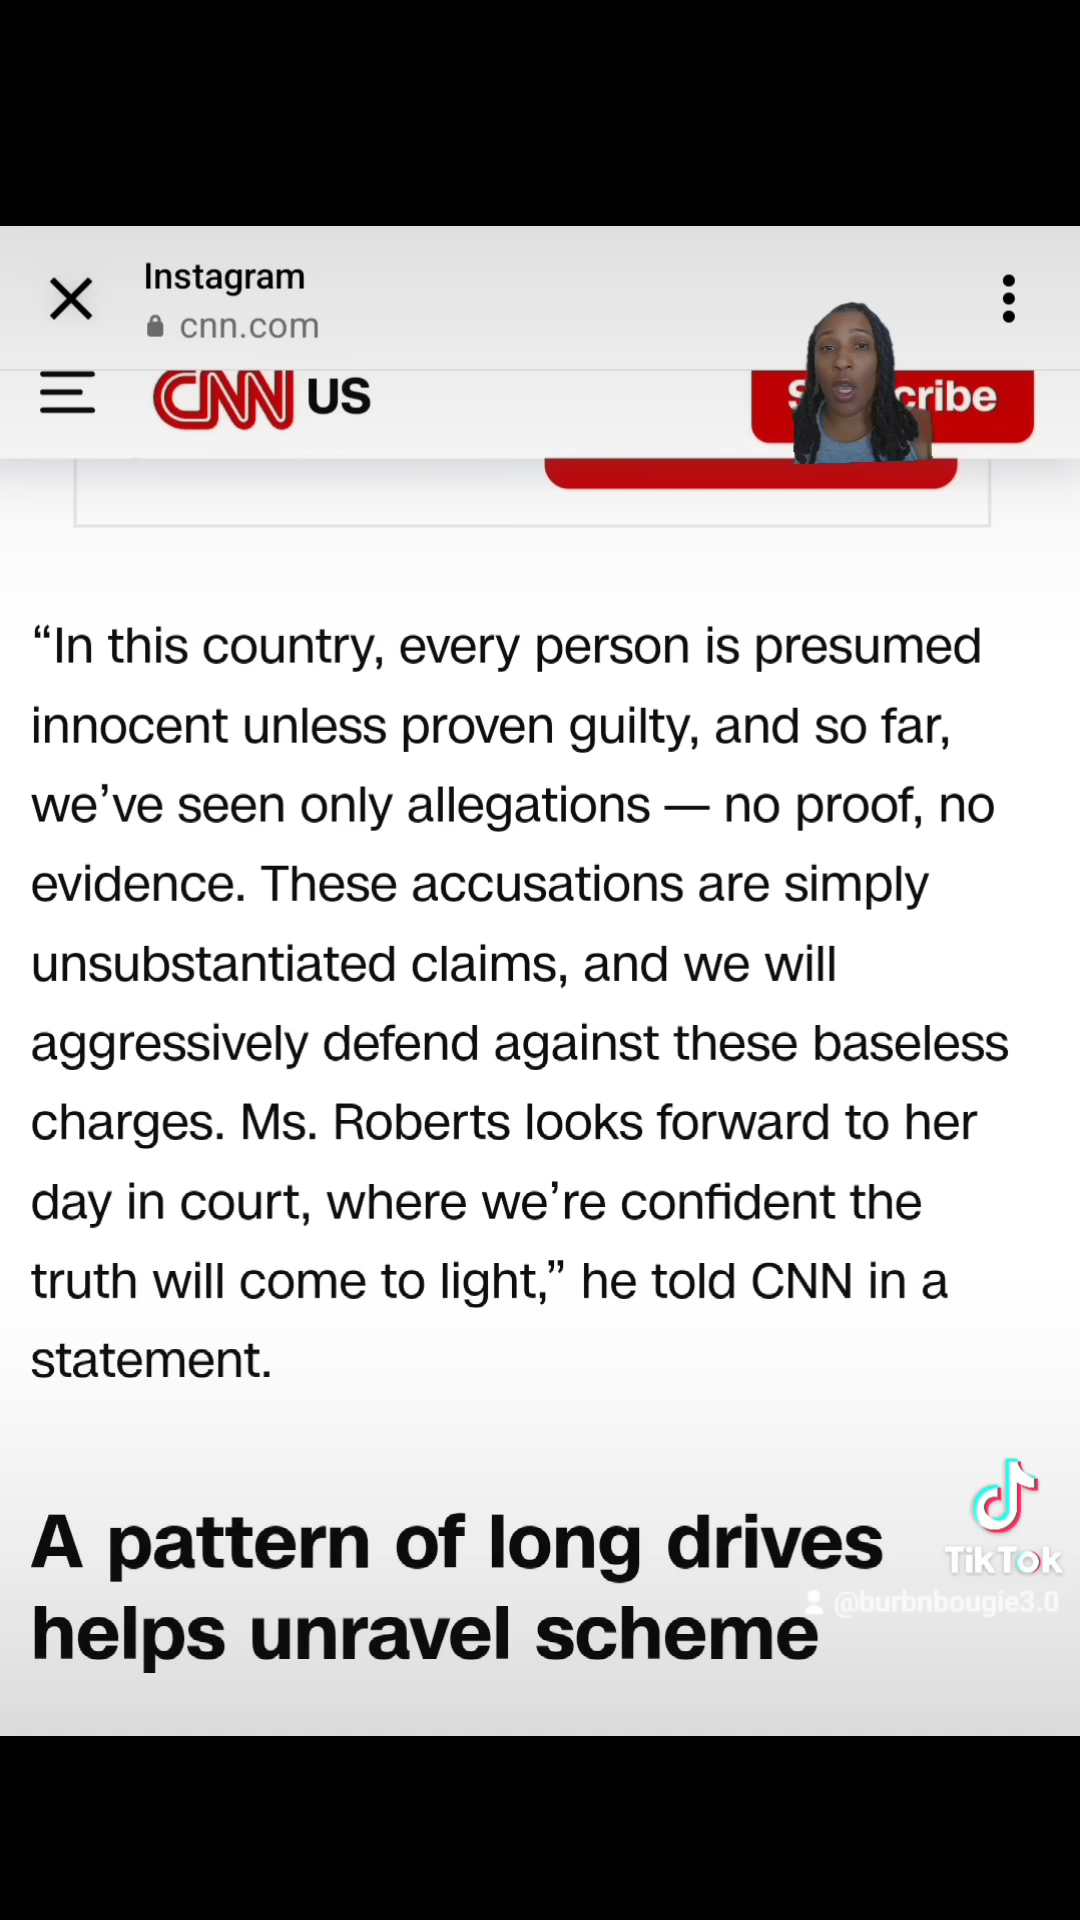 Instagram
cnn.com
CNN US
cribe
“In this country, every person is presumed
innocent unless proven guilty, and so far,
we’ve seen only allegations — no proof, no
evidence. These accusations are simply
unsubstantiated claims, and we will
aggressively defend against these baseless
charges. Ms. Roberts looks forward to her
day in court, where we’re confident the
truth will come to light,” he told CNN in a
statement.
A pattern of long drives
helps unravel scheme
TikTok
@burbnbougie3.0